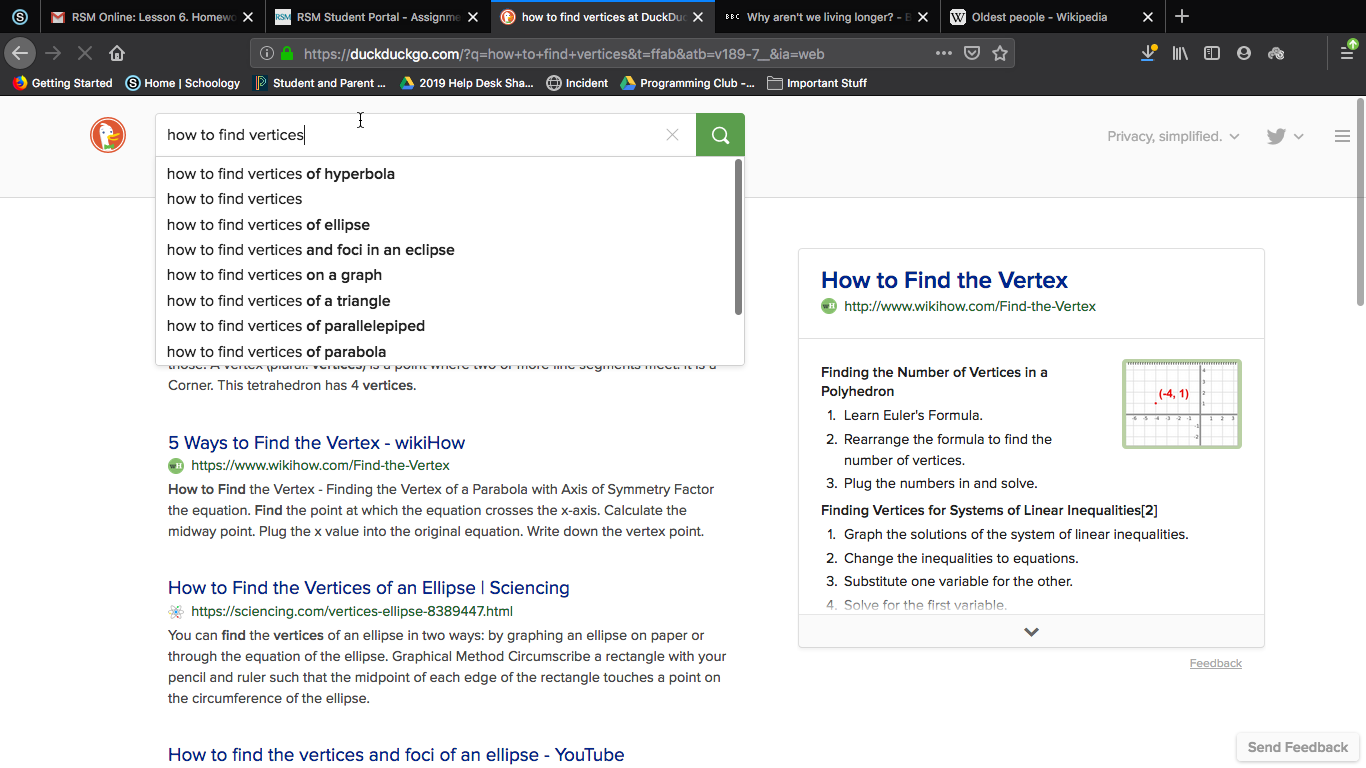 RSM Online: Lesson 6. Homewo
RSM Student Portal - Assignme
how to find vertices at DuckDuc
BBC Why aren't we living longer? - B
W Oldest people - Wikipedia
https://duckduckgo.com/?q=how+to+find+vertices&t=ffab&atb=v189-7__&ia=web
Getting Started
Home | Schoology
Student and Parent ...
2019 Help Desk Sha...
Incident
Programming Club -...
Important Stuff
how to find vertices
Privacy, simplified.
how to find vertices of hyperbola
how to find vertices
how to find vertices of ellipse
how to find vertices and foci in an eclipse
how to find vertices on a graph
how to find vertices of a triangle
how to find vertices of parallelepiped
how to find vertices of parabola
those. A vertex (plural: vertices) is a point where two or more line segments meet. It is a
Corner. This tetrahedron has 4 vertices.
5 Ways to Find the Vertex - wikiHow
https://www.wikihow.com/Find-the-Vertex
How to Find the Vertex - Finding the Vertex of a Parabola with Axis of Symmetry Factor
the equation. Find the point at which the equation crosses the x-axis. Calculate the
midway point. Plug the x value into the original equation. Write down the vertex point.
How to Find the Vertices of an Ellipse | Sciencing
https://sciencing.com/vertices-ellipse-8389447.html
You can find the vertices of an ellipse in two ways: by graphing an ellipse on paper or
through the equation of the ellipse. Graphical Method Circumscribe a rectangle with your
pencil and ruler such that the midpoint of each edge of the rectangle touches a point on
the circumference of the ellipse.
How to find the vertices and foci of an ellipse - YouTube
How to Find the Vertex
wH http://www.wikihow.com/Find-the-Vertex
Finding the Number of Vertices in a
Polyhedron
1. Learn Euler's Formula.
2. Rearrange the formula to find the
number of vertices.
3. Plug the numbers in and solve.
(-4, 1)
Finding Vertices for Systems of Linear Inequalities[2]
1. Graph the solutions of the system of linear inequalities.
2. Change the inequalities to equations.
3. Substitute one variable for the other.
4. Solve for the first variable.
Feedback
Send Feedback